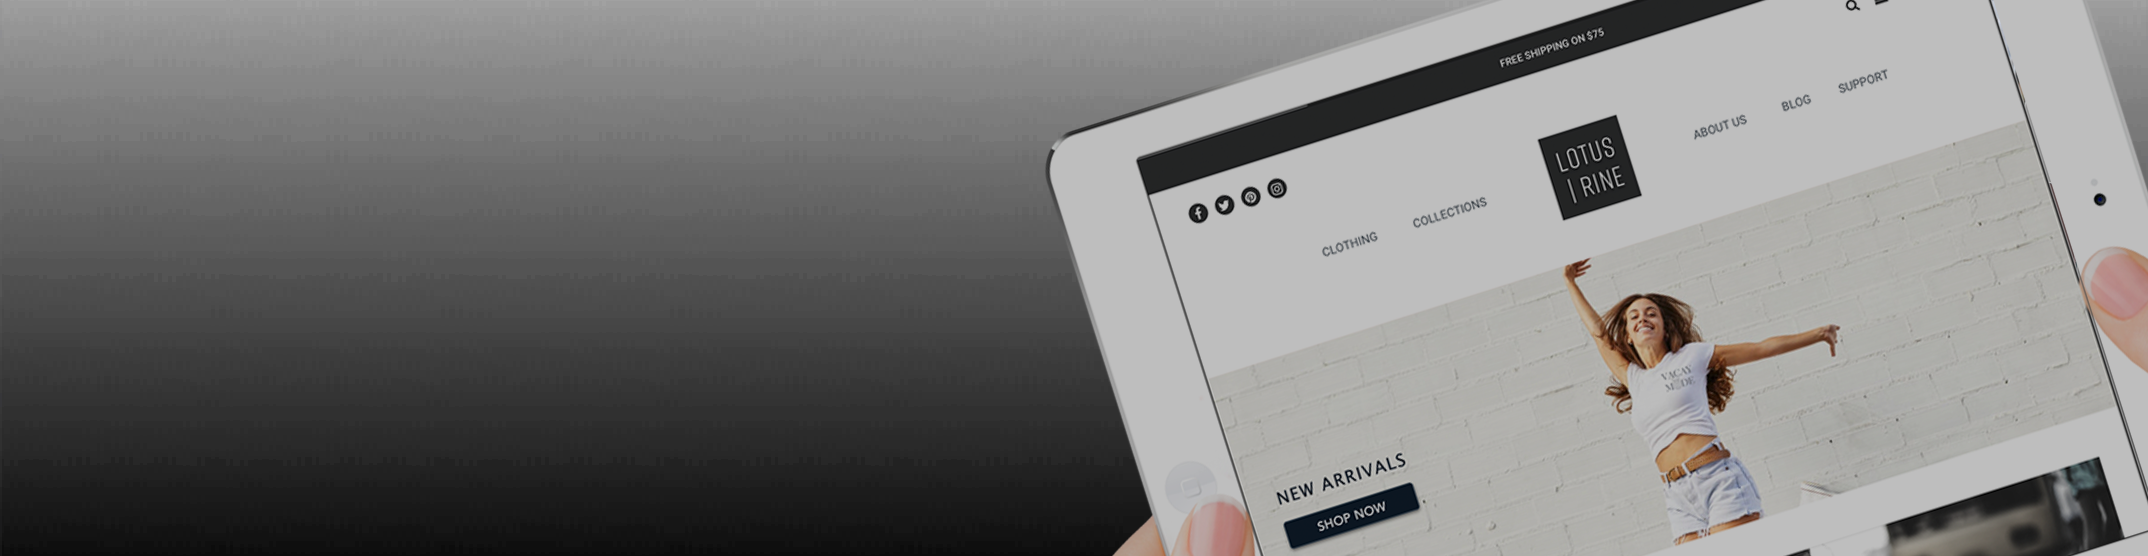 FREE SHIPPING ON $75
CLOTHING
COLLECTIONS
LOTUS
| RINE
ABOUT US
BLOG
SUPPORT
VACAY
MODE
NEW ARRIVALS
SHOP NOW